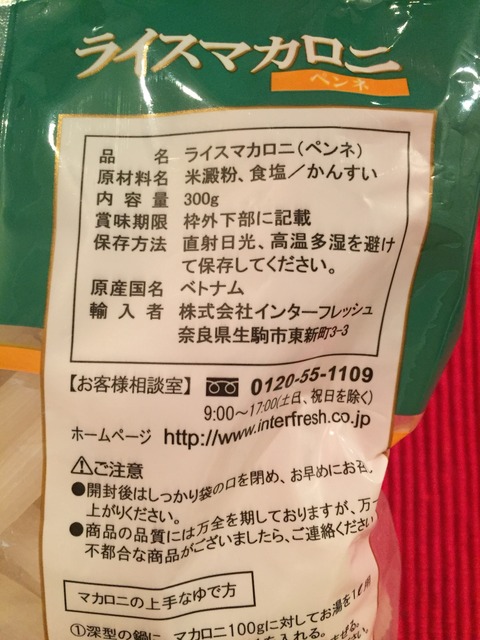 ライスマカロニ
ペンネ
品名 ライスマカロニ(ペンネ)
原材料名 米澱粉、食塩/かんすい
内容量 300g
賞味期限 枠外下部に記載
保存方法 直射日光、高温多湿を避け
て保存してください。
原産国名 ベトナム
輸入者 株式会社インターフレッシュ
奈良県生駒市東新町3-3
【お客様相談室】 0120-55-1109
9:00〜17:00(土日、祝日を除く)
ホームページ http://www.interfresh.co.jp
⚠ご注意
●開封後はしっかり袋の口を閉め、お早めにお召し
上がりください。
●商品の品質には万全を期しておりますが、万一
不都合な商品がございましたら、ご連絡ください
マカロニの上手なゆで方
①深型の鍋に、マカロニ100gに対してお湯を1ℓ用
を入れる。